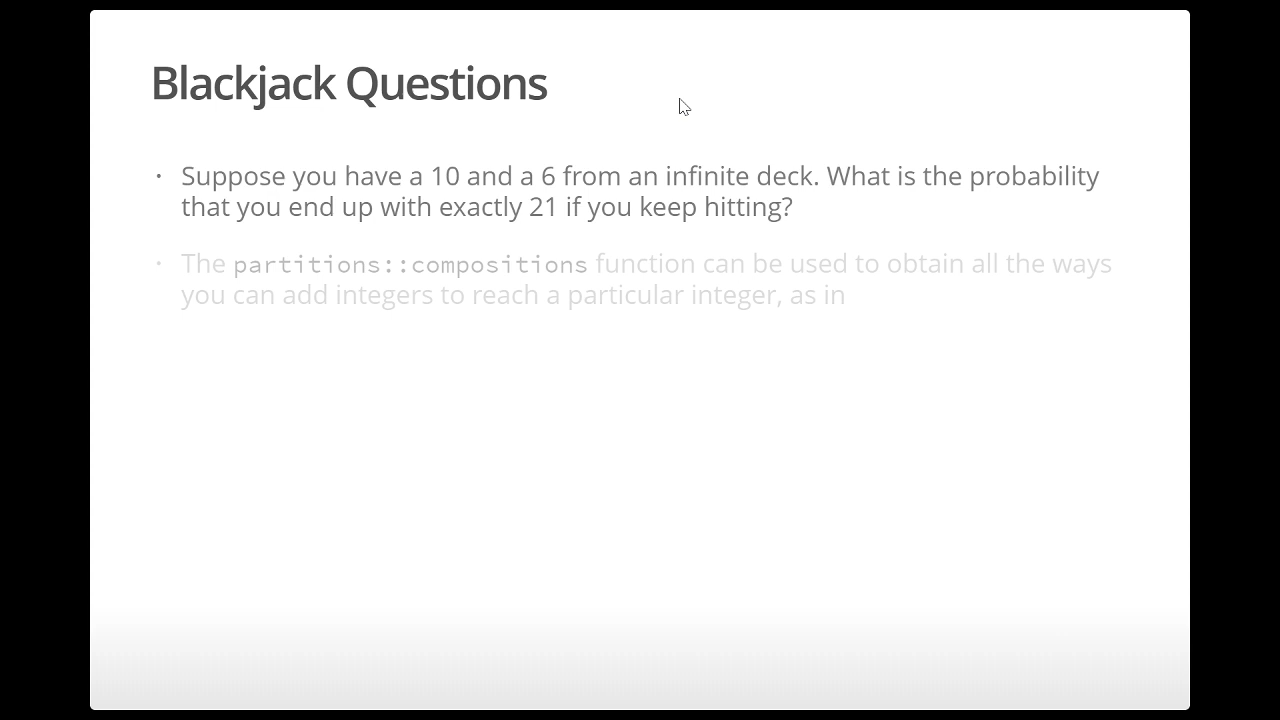 Blackjack Questions
· Suppose you have a 10 and a 6 from an infinite deck. What is the probability
that you end up with exactly 21 if you keep hitting?
· The partitions::compositions function can be used to obtain all the ways
you can add integers to reach a particular integer, as in